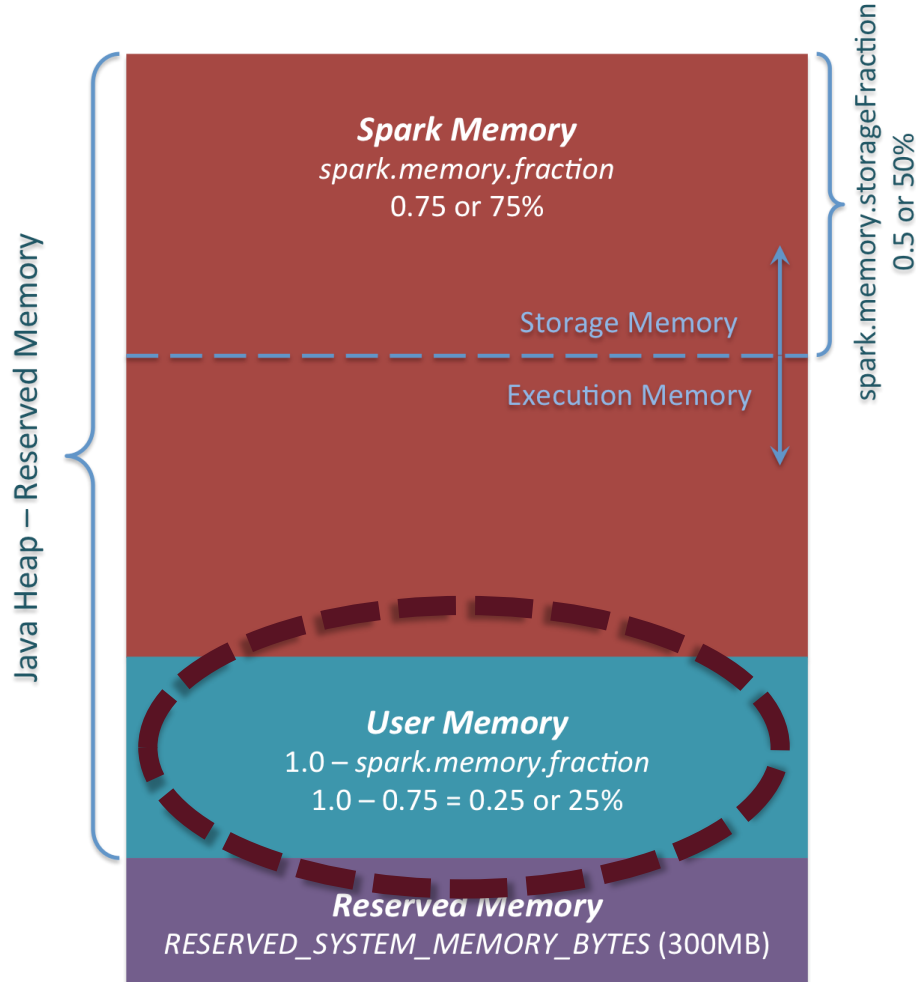 Spark Memory
spark.memory.fraction
0.75 or 75%
Storage Memory
Execution Memory
User Memory
1.0 – spark.memory.fraction
1.0 – 0.75 = 0.25 or 25%
Reserved Memory
RESERVED_SYSTEM_MEMORY_BYTES (300MB)
Java Heap – Reserved Memory
spark.memory.storageFraction
0.5 or 50%